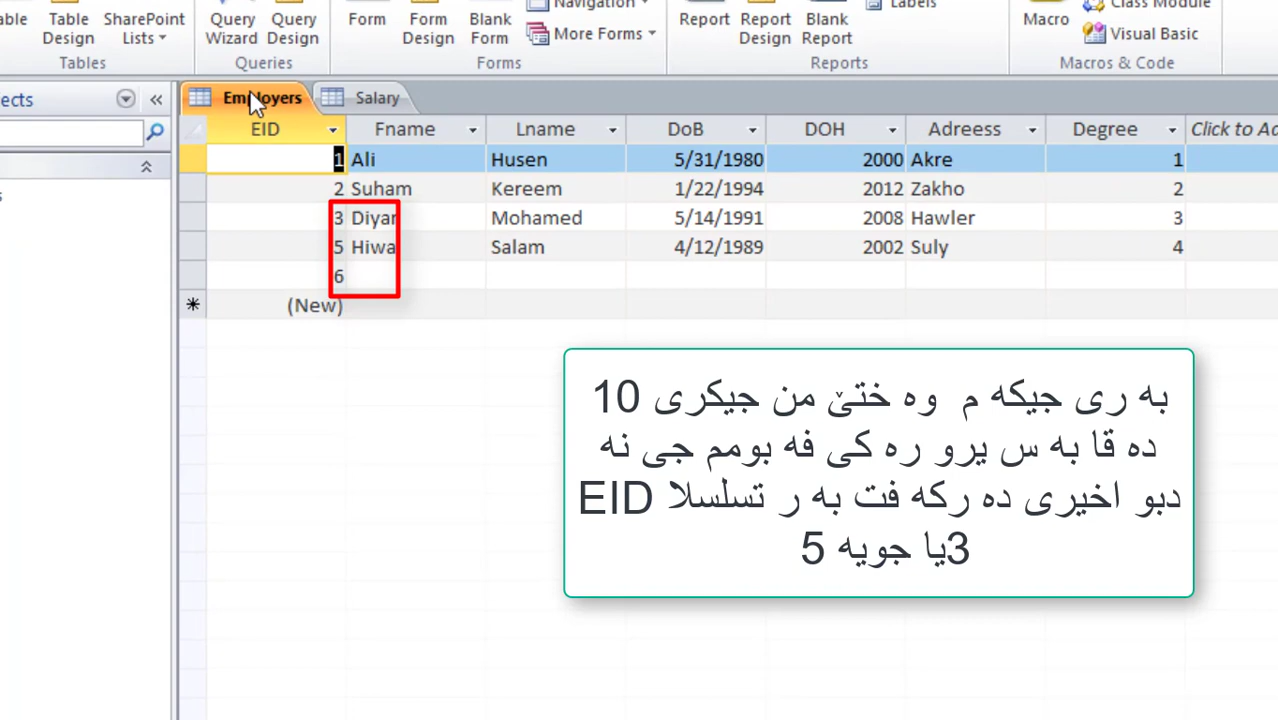 Table
Design
SharePoint
Lists
Tables
Query
Wizard
Query
Design
Queries
Form
Form
Design
Blank
Form
Navigation
More Forms
Forms
Report
Report
Design
Blank
Report
Labels
Reports
Macro
Class Module
Visual Basic
Macros & Code
Employers Salary
EID Fname Lname DoB DOH Adreess Degree Click to
1 Ali Husen 5/31/1980 2000 Akre 1
2 Suham Kereem 1/22/1994 2012 Zakho 2
3 Diyar Mohamed 5/14/1991 2008 Hawler 3
5 Hiwa Salam 4/12/1989 2002 Suly 4
6
(New)
به ری جیکه م وه ختێ من جیکری 10
ده قا به س یرو ره کی فه بومم جی نه
دبو اخیری ده رکه فت به ر تسلسلا EID
3یا جویه 5